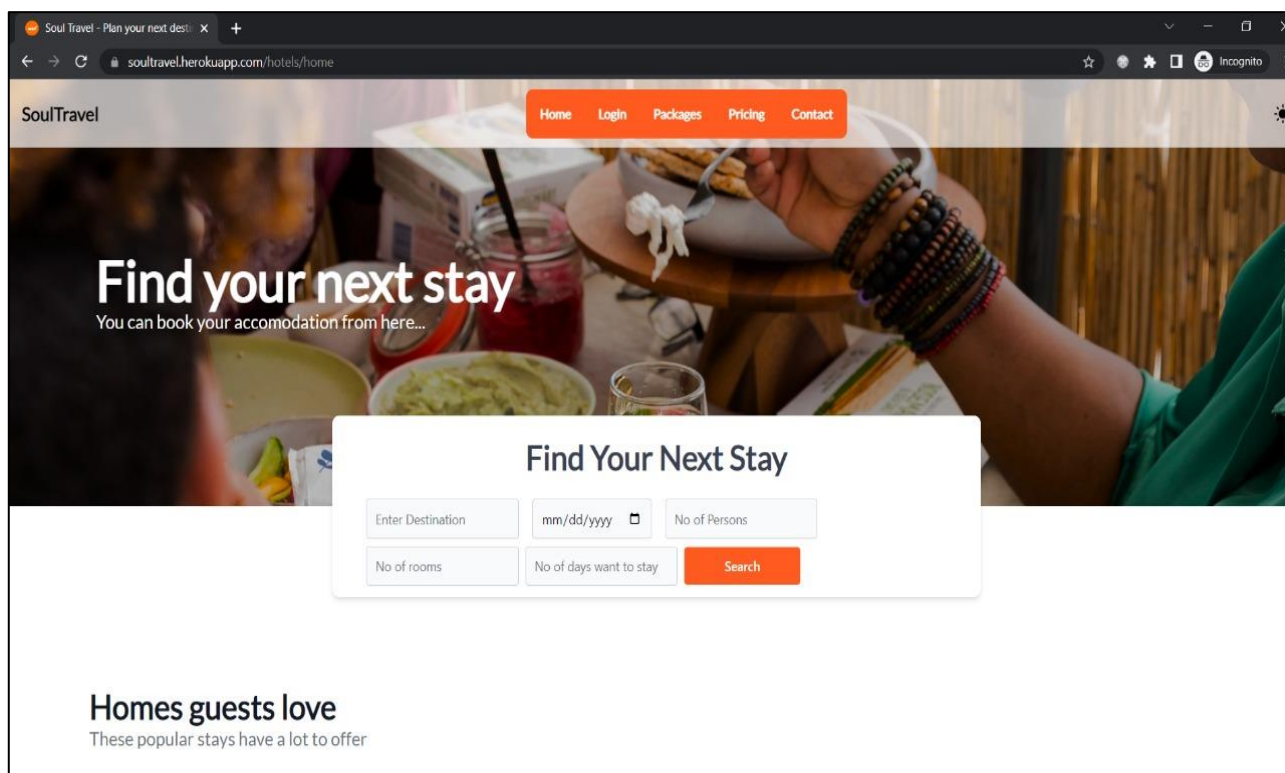 Soul Travel - Plan your next desti
soultravel.herokuapp.com/hotels/home
Incognito
SoulTravel
Home Login Packages Pricing Contact
Find your next stay
You can book your accomodation from here...
Find Your Next Stay
Enter Destination mm/dd/yyyy No of Persons
No of rooms No of days want to stay Search
Homes guests love
These popular stays have a lot to offer